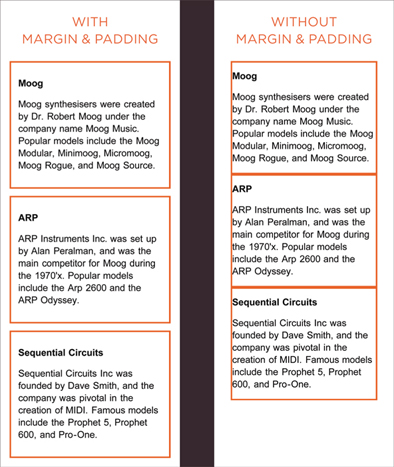 WITH
MARGIN & PADDING
Moog
Moog synthesisers were created
by Dr. Robert Moog under the
company name Moog Music.
Popular models include the Moog
Modular, Minimoog, Micromoog,
Moog Rogue, and Moog Source.
ARP
ARP Instruments Inc. was set up
by Alan Peralman, and was the
main competitor for Moog during
the 1970'x. Popular models
include the Arp 2600 and the
ARP Odyssey.
Sequential Circuits
Sequential Circuits Inc was
founded by Dave Smith, and the
company was pivotal in the
creation of MIDI. Famous models
include the Prophet 5, Prophet
600, and Pro-One.
WITHOUT
MARGIN & PADDING
Moog
Moog synthesisers were created
by Dr. Robert Moog under the
company name Moog Music.
Popular models include the Moog
Modular, Minimoog, Micromoog,
Moog Rogue, and Moog Source.
ARP
ARP Instruments Inc. was set up
by Alan Peralman, and was the
main competitor for Moog during
the 1970'x. Popular models
include the Arp 2600 and the
ARP Odyssey.
Sequential Circuits
Sequential Circuits Inc was
founded by Dave Smith, and the
company was pivotal in the
creation of MIDI. Famous models
include the Prophet 5, Prophet
600, and Pro-One.